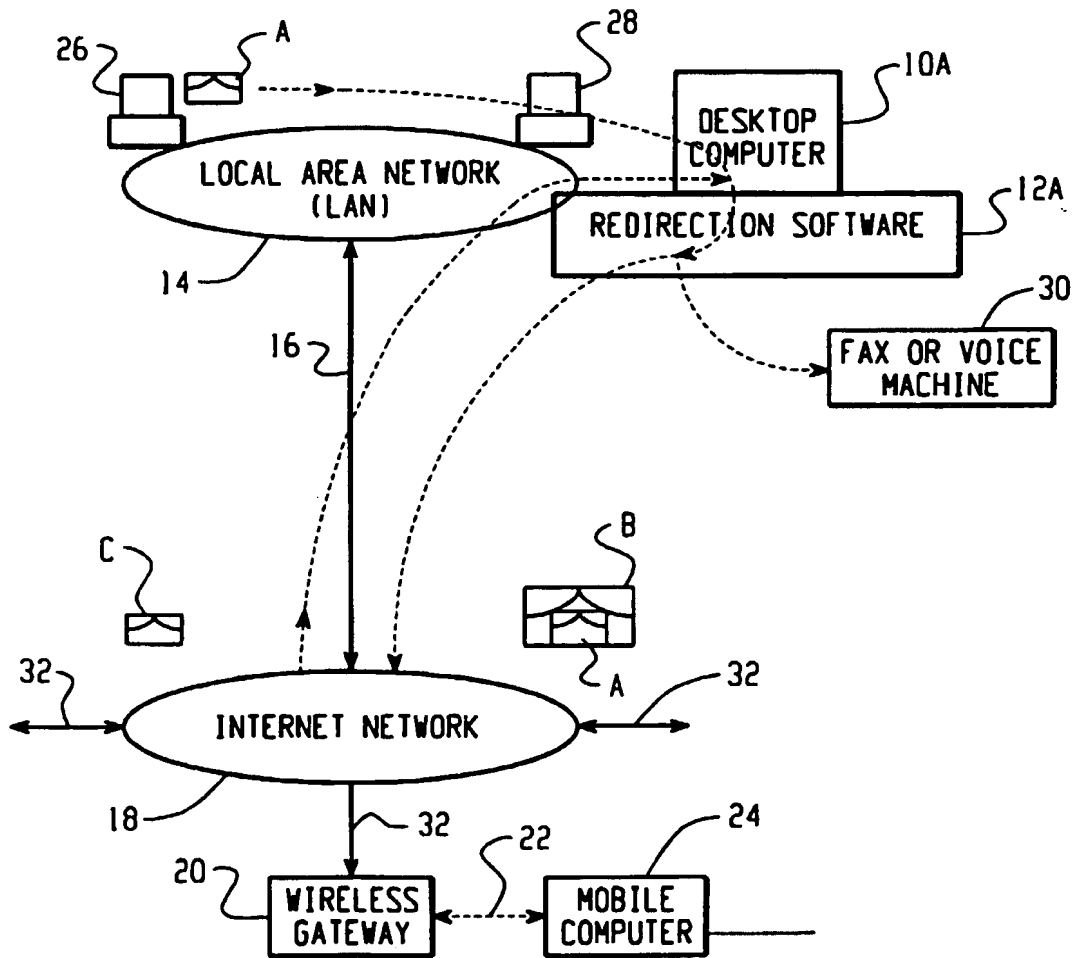 26
A
28
10A
DESKTOP
COMPUTER
LOCAL AREA NETWORK
(LAN)
12A
REDIRECTION SOFTWARE
14
30
16
FAX OR VOICE
MACHINE
C
B
32
A
32
INTERNET NETWORK
18
32
22
24
20
WIRELESS
GATEWAY
MOBILE
COMPUTER